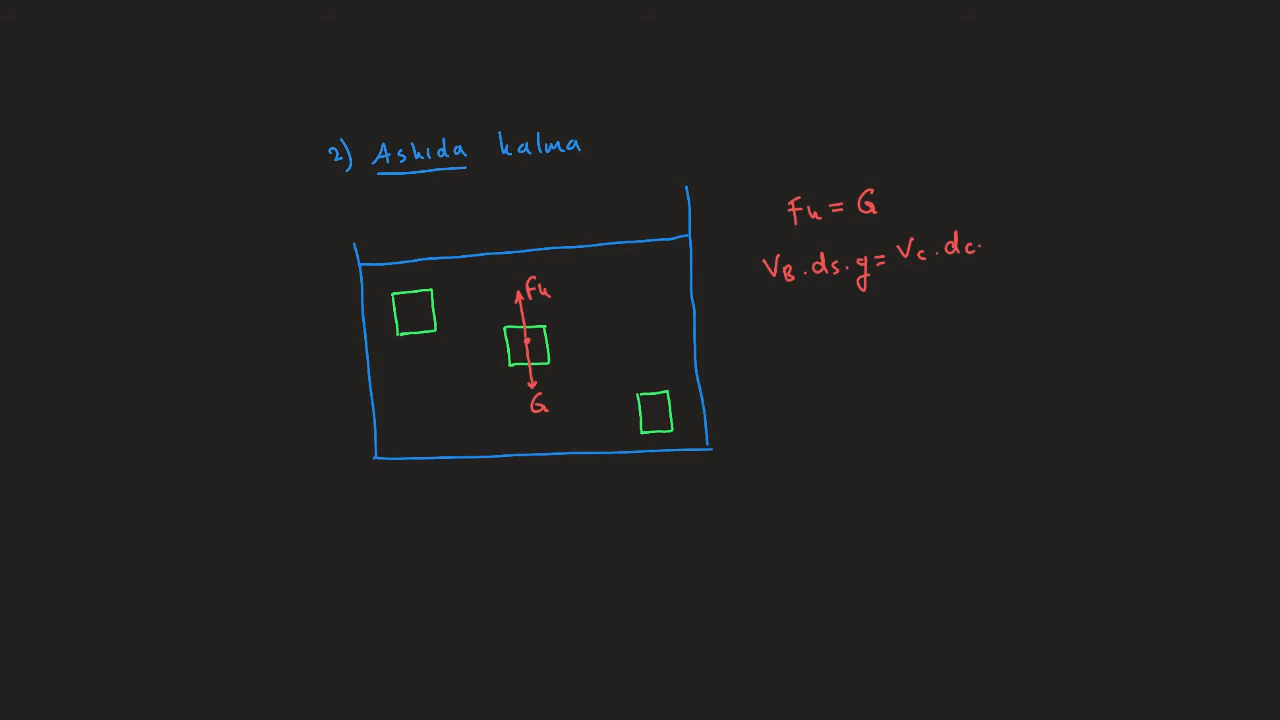 2) Askıda kalma
Fk = G
VB . ds . g = Vc . dc .
Fk
G